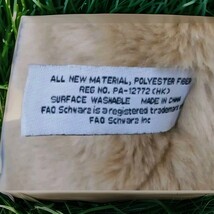 ALL NEW MATERIAL, POLYESTER FIBER
REG NO. PA-12772 (HK)
SURFACE WASHABLE MADE IN CHINA
FAO Schwarz is a registered trademark of
FAO Schwarz Inc